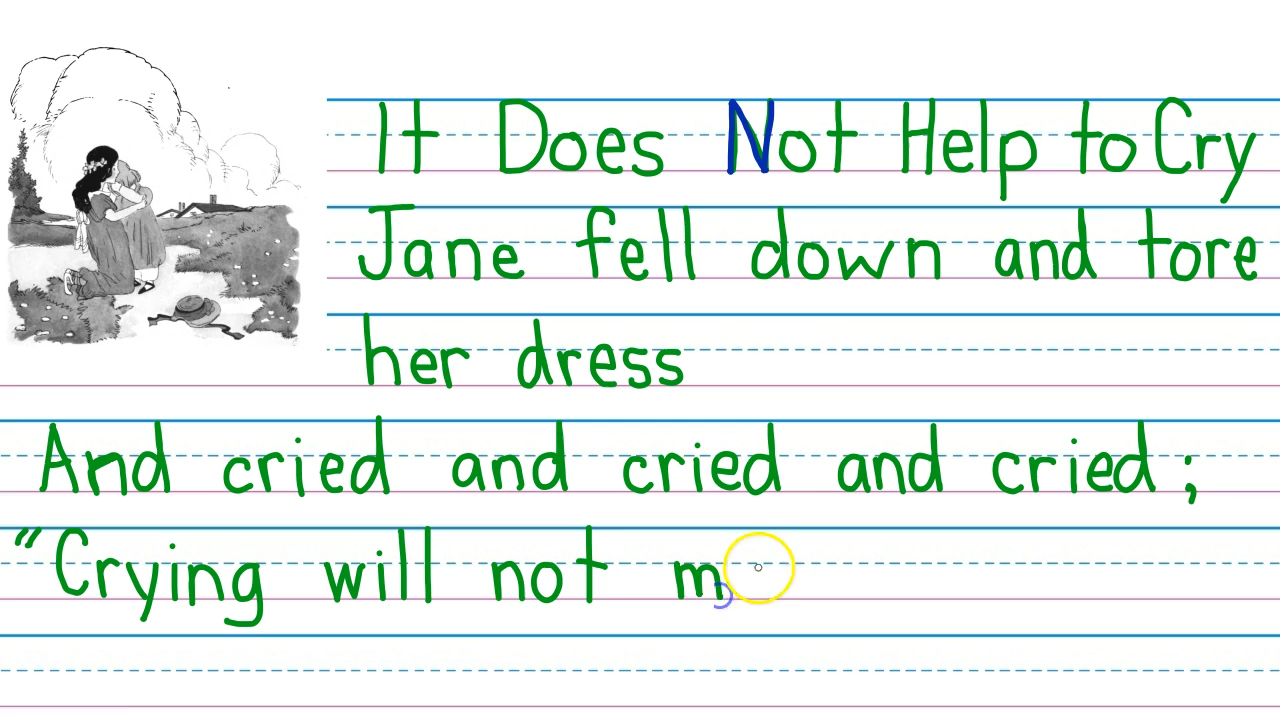 It Does Not Help to Cry
Jane fell down and tore
her dress
And cried and cried and cried;
"Crying will not m